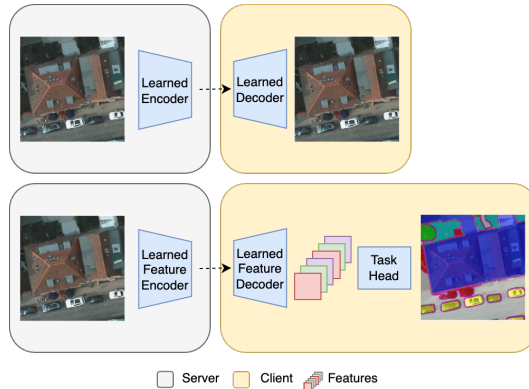 Learned
Encoder
Learned
Decoder
Learned
Feature
Encoder
Learned
Feature
Decoder
Task
Head
Server
Client
Features